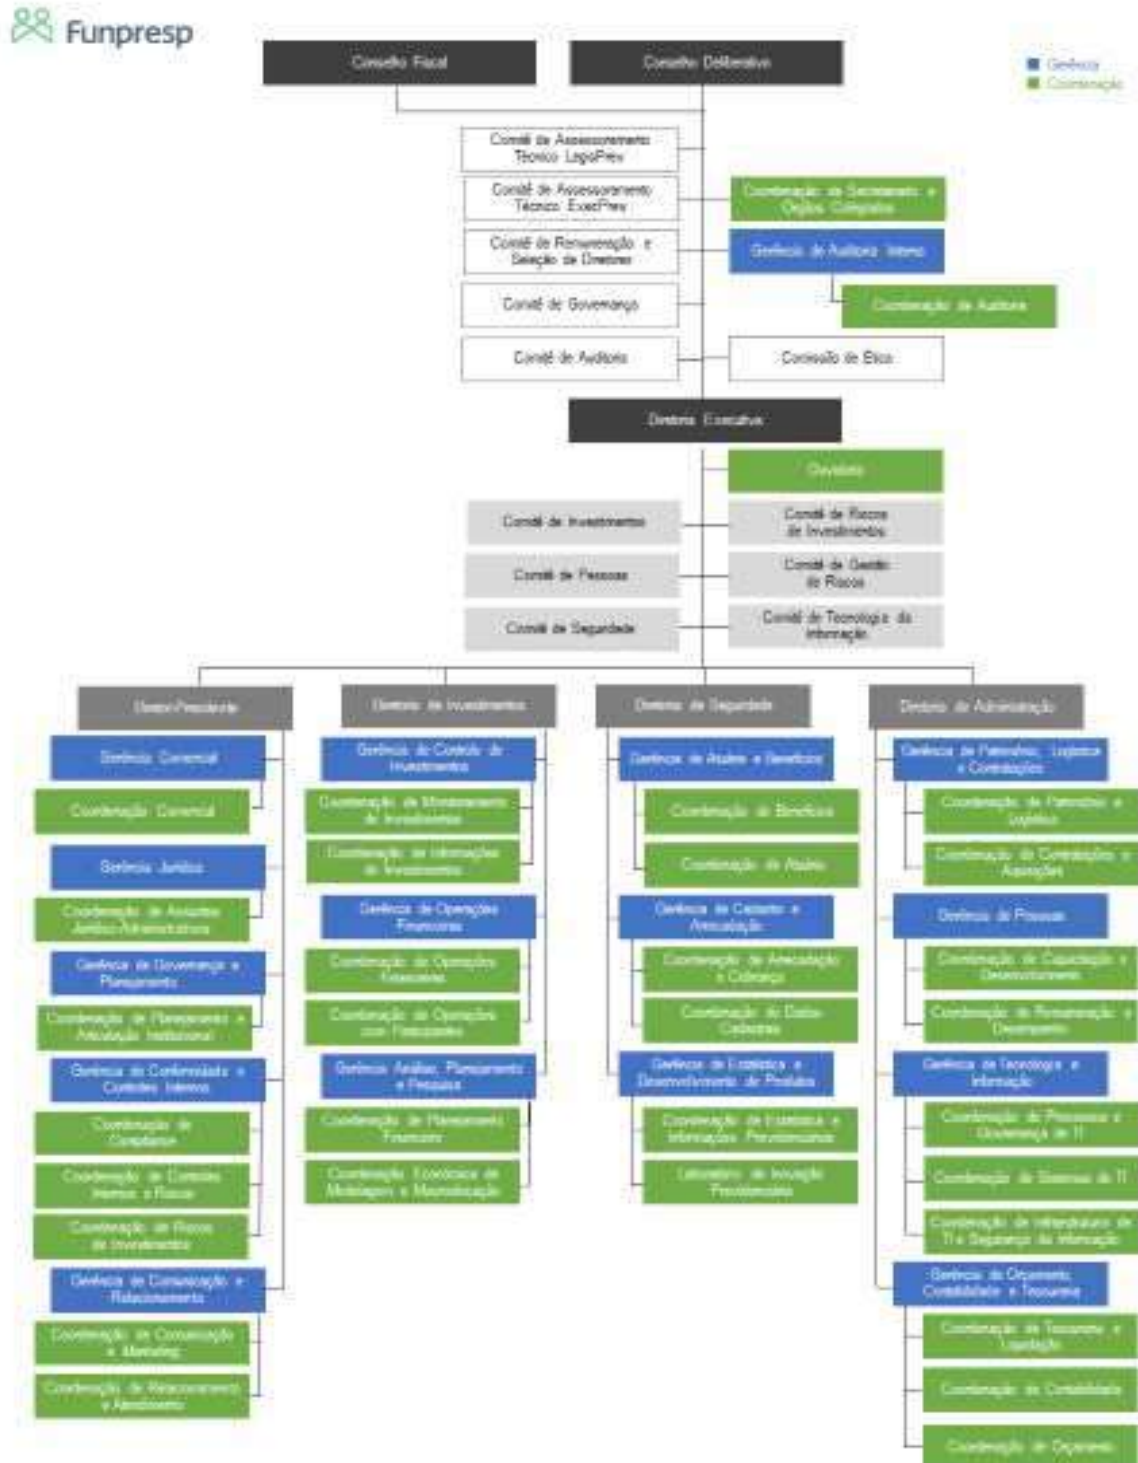 Funpresp
Conselho Fiscal
Conselho Deliberativo
Gerência
Coordenação
Comitê de Assessoramento
Técnico LegisPrev
Comitê de Assessoramento
Técnico ExecPrev
Coordenação de Secretariado e
Órgãos Colegiados
Comitê de Remuneração e
Seleção de Diretores
Gerência de Auditoria Interna
Comitê de Governança
Coordenação de Auditoria
Comitê de Auditoria
Comissão de Ética
Diretoria Executiva
Ouvidoria
Comitê de Investimentos
Comitê de Riscos
de Investimentos
Comitê de Pessoas
Comitê de Gestão
de Riscos
Comitê de Seguridade
Comitê de Tecnologia da
Informação
Diretor-Presidente
Gerência Comercial
Coordenação Comercial
Gerência Jurídica
Coordenação de Assuntos
Jurídico-Administrativos
Gerência de Governança e
Planejamento
Coordenação de Planejamento e
Articulação Institucional
Gerência de Conformidade e
Controles Internos
Coordenação de
Compliance
Coordenação de Controles
Internos e Riscos
Coordenação de Riscos
de Investimentos
Gerência de Comunicação e
Relacionamento
Coordenação de Comunicação
e Marketing
Coordenação de Relacionamento
e Atendimento
Diretoria de Investimentos
Gerência de Controle de
Investimentos
Coordenação de Monitoramento
de Investimentos
Coordenação de Informações
de Investimentos
Gerência de Operações
Financeiras
Coordenação de Operações
Financeiras
Coordenação de Operações
com Participantes
Gerência Análise, Planejamento
e Pesquisa
Coordenação de Planejamento
Financeiro
Coordenação Econômica de
Modelagem e Macroalocação
Diretoria de Seguridade
Gerência de Atuária e Benefícios
Coordenação de Benefícios
Coordenação de Atuária
Gerência de Cadastro e
Arrecadação
Coordenação de Arrecadação
e Cobrança
Coordenação de Dados
Cadastrais
Gerência de Estatística e
Desenvolvimento de Produtos
Coordenação de Estatística e
Informações Previdenciárias
Laboratório de Inovação
Previdenciária
Diretoria de Administração
Gerência de Patrimônio, Logística
e Contratações
Coordenação de Patrimônio e
Logística
Coordenação de Contratações e
Aquisições
Gerência de Pessoas
Coordenação de Capacitação e
Desenvolvimento
Coordenação de Remuneração e
Desempenho
Gerência de Tecnologia e
Informação
Coordenação de Processos e
Governança de TI
Coordenação de Sistemas de TI
Coordenação de Infraestrutura de
TI e Segurança da Informação
Gerência de Orçamento,
Contabilidade e Tesouraria
Coordenação de Tesouraria e
Liquidação
Coordenação de Contabilidade
Coordenação de Orçamento